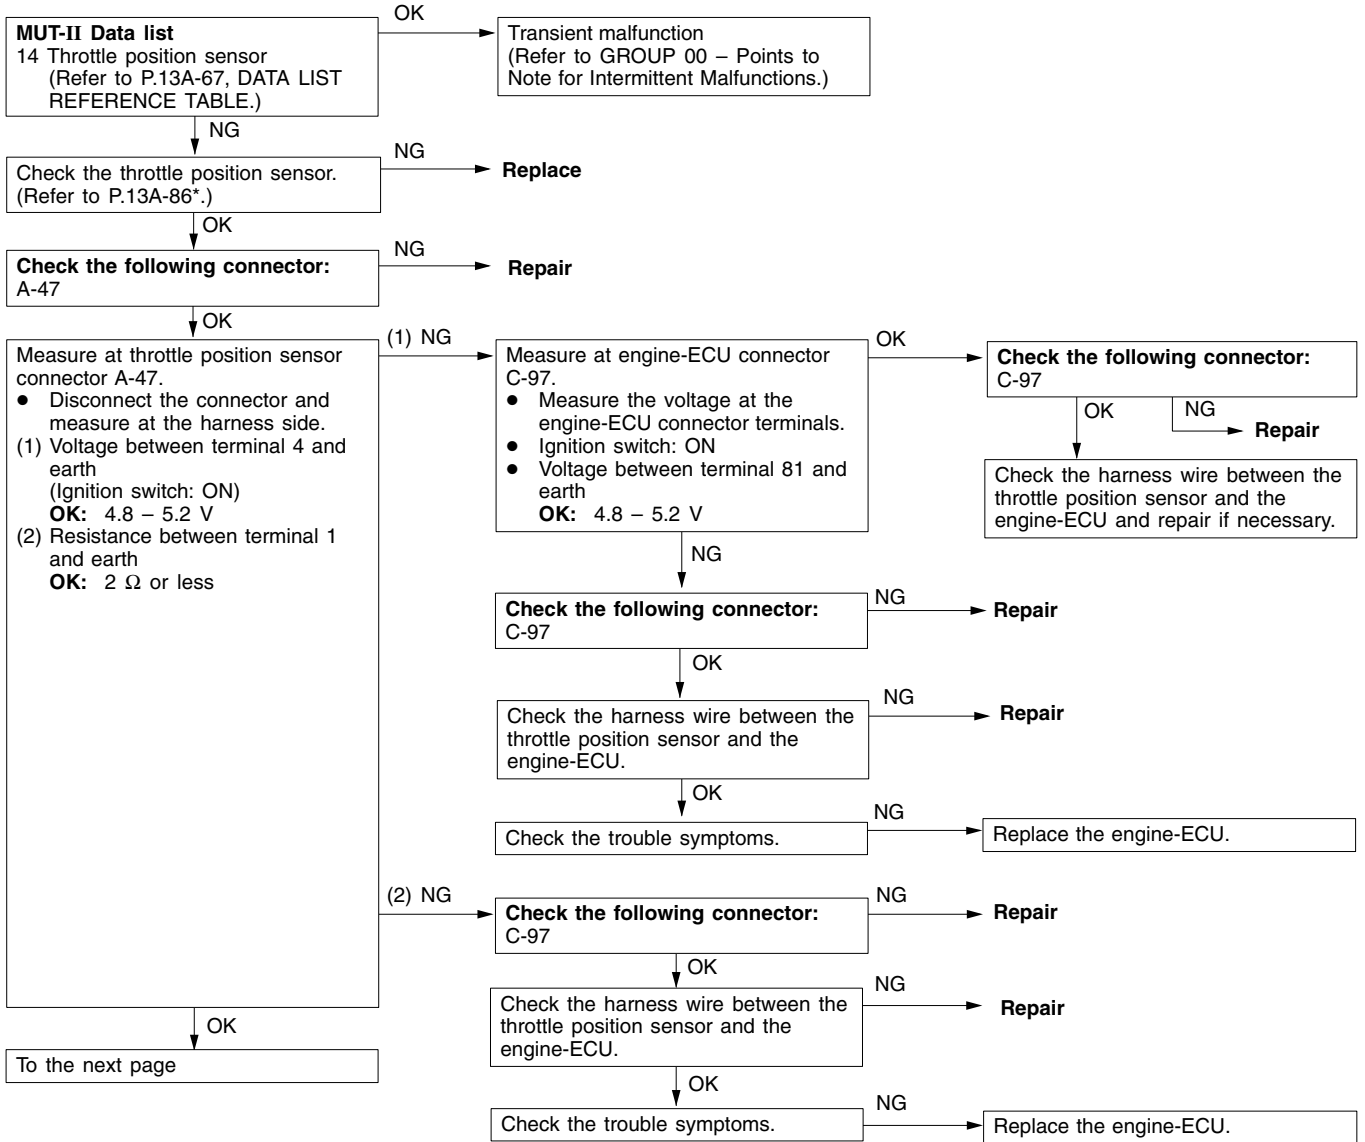 MUT-II Data list
14 Throttle position sensor
(Refer to P.13A-67, DATA LIST
REFERENCE TABLE.)
OK
Transient malfunction
(Refer to GROUP 00 – Points to
Note for Intermittent Malfunctions.)
NG
Check the throttle position sensor.
(Refer to P.13A-86*.)
NG
Replace
OK
Check the following connector:
A-47
NG
Repair
OK
Measure at throttle position sensor
connector A-47.
● Disconnect the connector and
measure at the harness side.
(1) Voltage between terminal 4 and
earth
(Ignition switch: ON)
OK: 4.8 – 5.2 V
(2) Resistance between terminal 1
and earth
OK: 2 Ω or less
(1) NG
Measure at engine-ECU connector
C-97.
● Measure the voltage at the
engine-ECU connector terminals.
● Ignition switch: ON
● Voltage between terminal 81 and
earth
OK: 4.8 – 5.2 V
OK
Check the following connector:
C-97
OK
NG
Repair
Check the harness wire between the
throttle position sensor and the
engine-ECU and repair if necessary.
NG
Check the following connector:
C-97
NG
Repair
OK
Check the harness wire between the
throttle position sensor and the
engine-ECU.
NG
Repair
OK
Check the trouble symptoms.
NG
Replace the engine-ECU.
(2) NG
Check the following connector:
C-97
NG
Repair
OK
Check the harness wire between the
throttle position sensor and the
engine-ECU.
NG
Repair
OK
Check the trouble symptoms.
NG
Replace the engine-ECU.
OK
To the next page